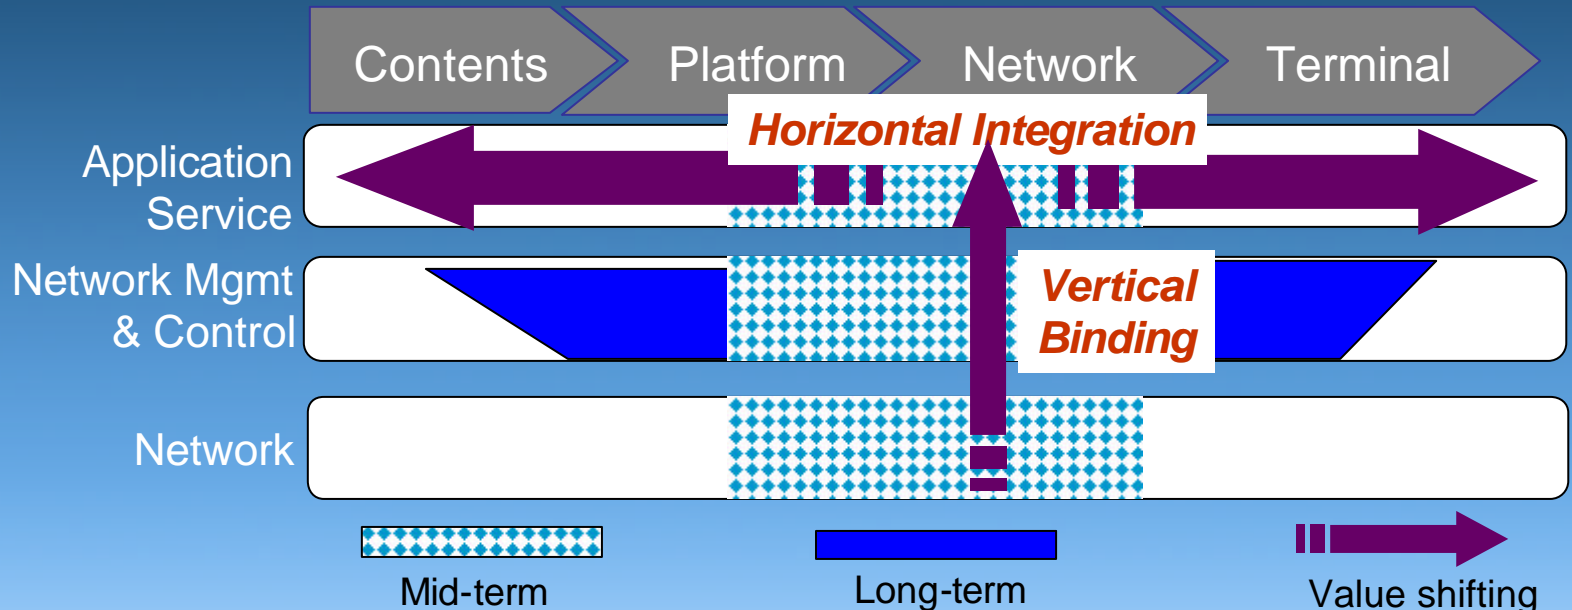 Contents
Platform
Network
Terminal
Horizontal Integration
Application
Service
Network Mgmt
& Control
Vertical
Binding
Network
Mid-term
Long-term
Value shifting